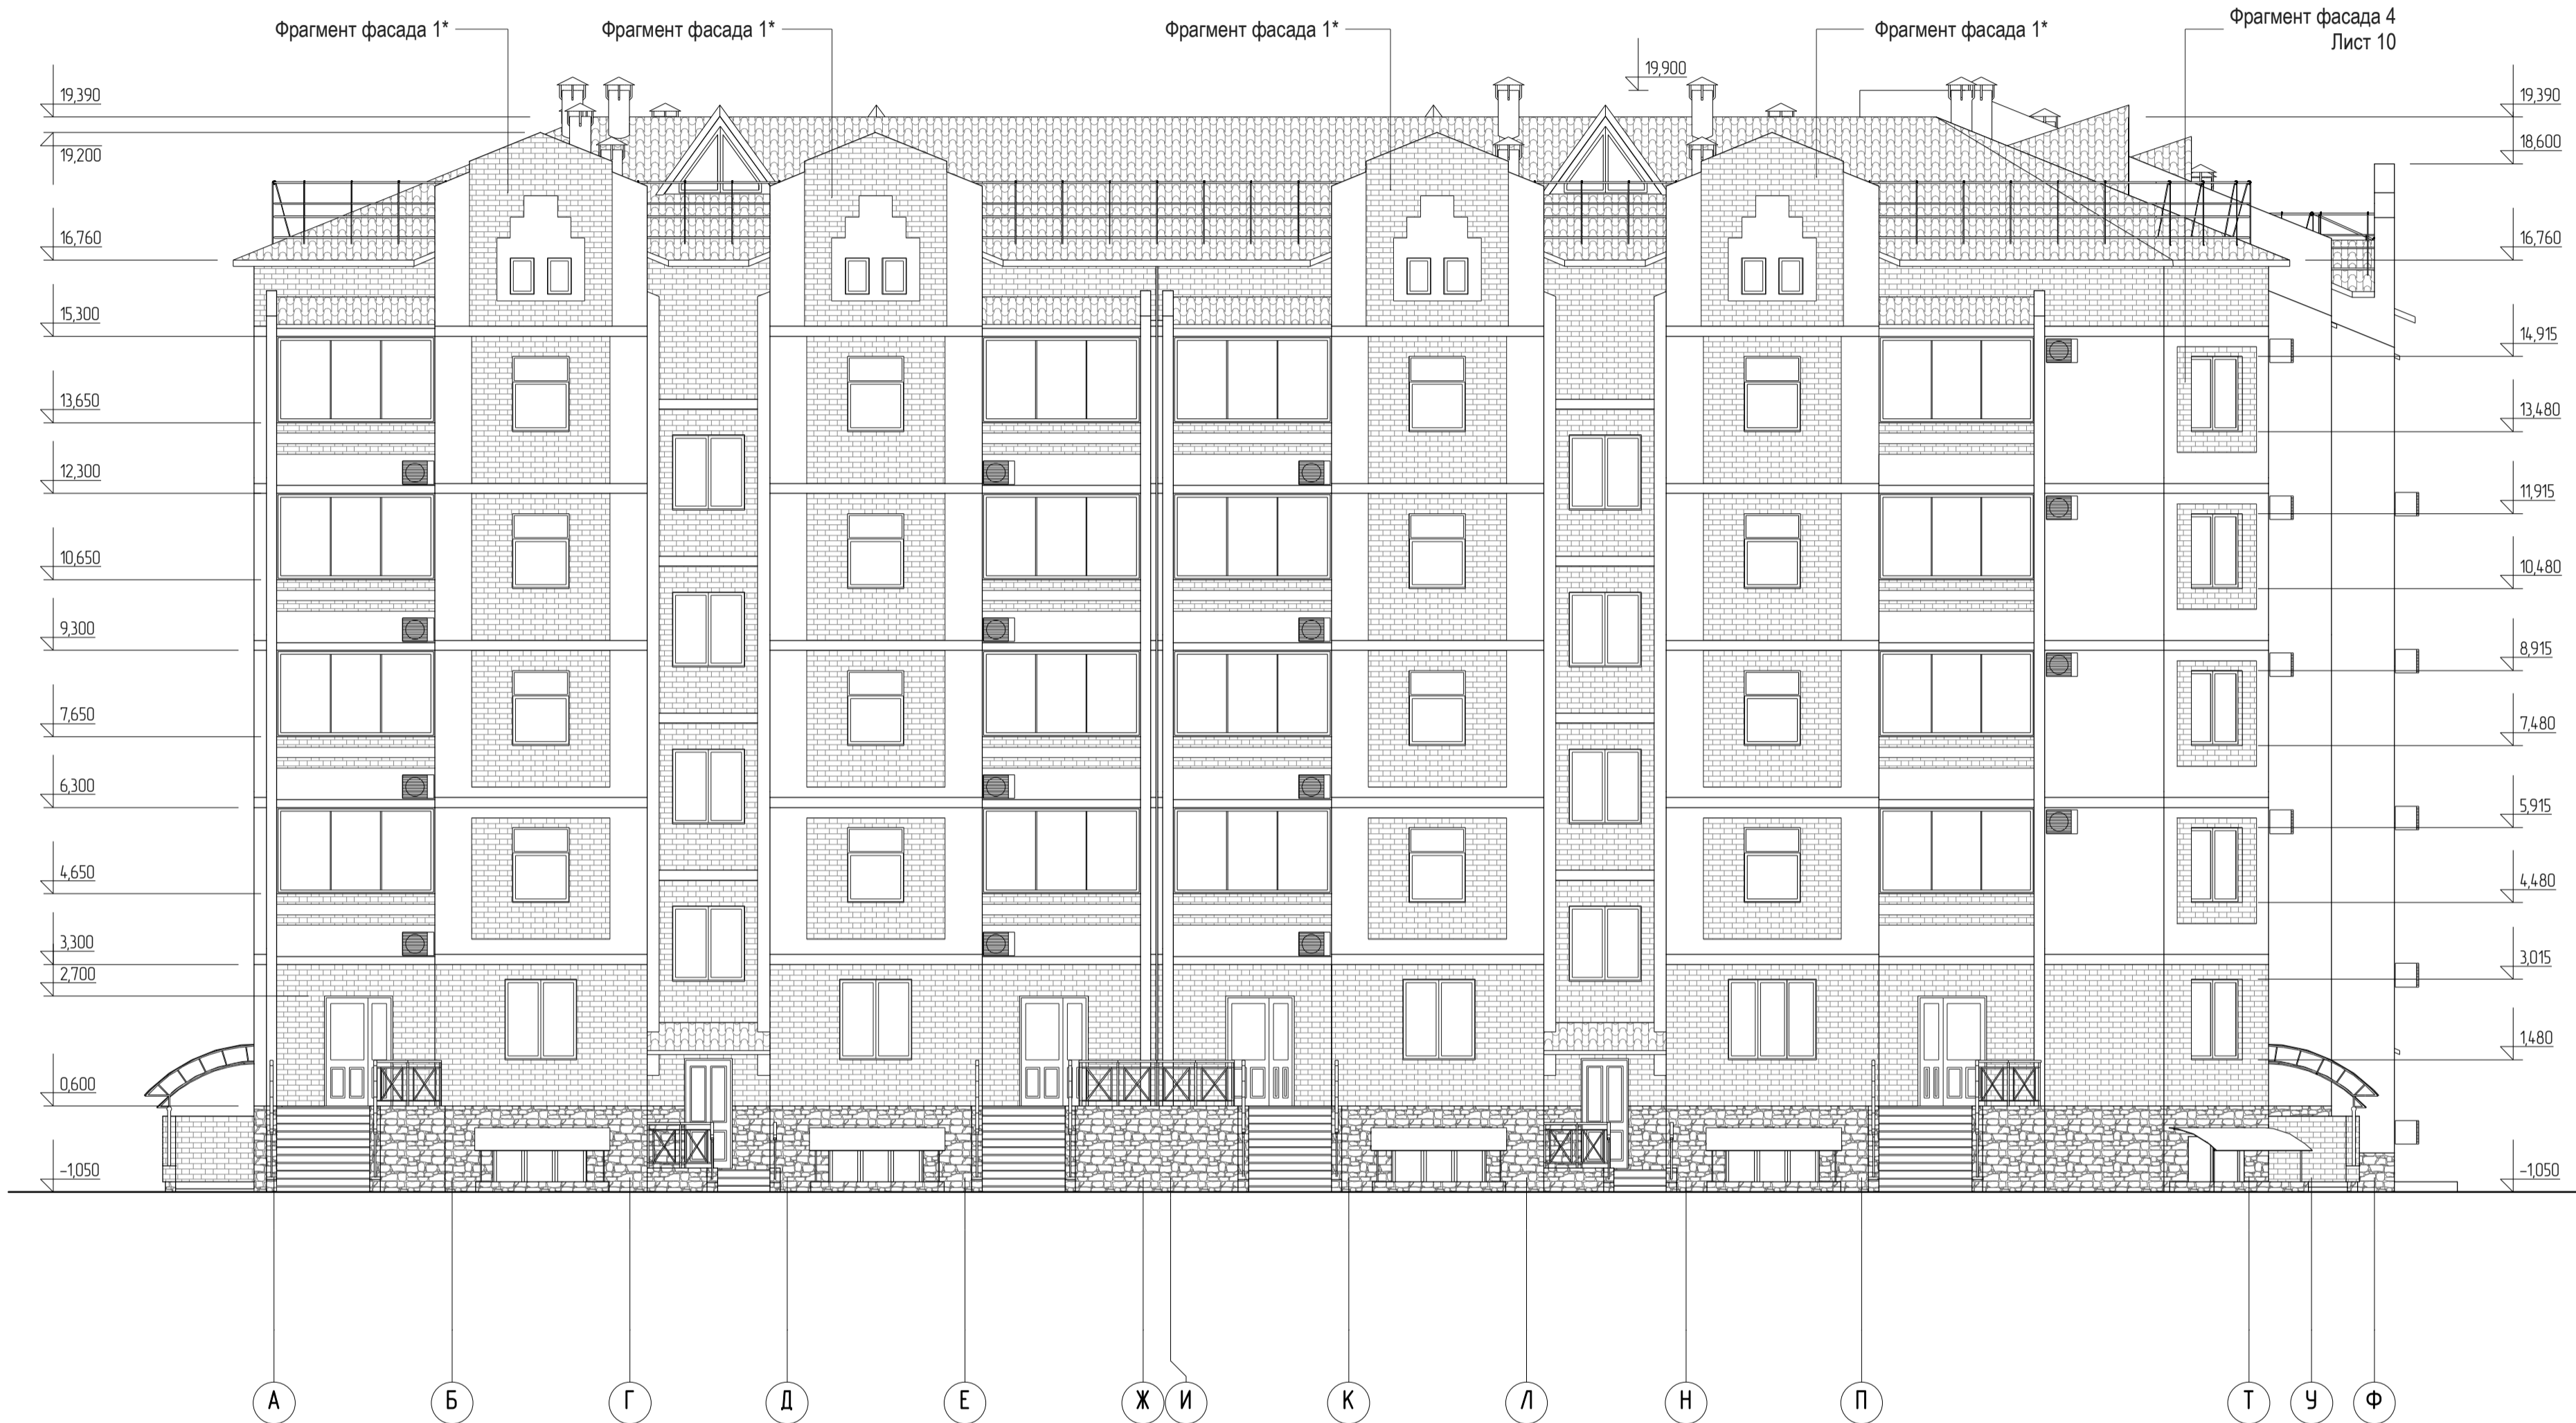 Фрагмент фасада 1*
Фрагмент фасада 1*
Фрагмент фасада 1*
Фрагмент фасада 1*
Фрагмент фасада 4
Лист 10
19,900
19,390
19,200
16,760
15,300
13,650
12,300
10,650
9,300
7,650
6,300
4,650
3,300
2,700
0,600
-1,050
19,390
18,600
16,760
14,915
13,480
11,915
10,480
8,915
7,480
5,915
4,480
3,015
1,480
-1,050
А
Б
Г
Д
Е
Ж
И
К
Л
Н
П
Т
У
Ф